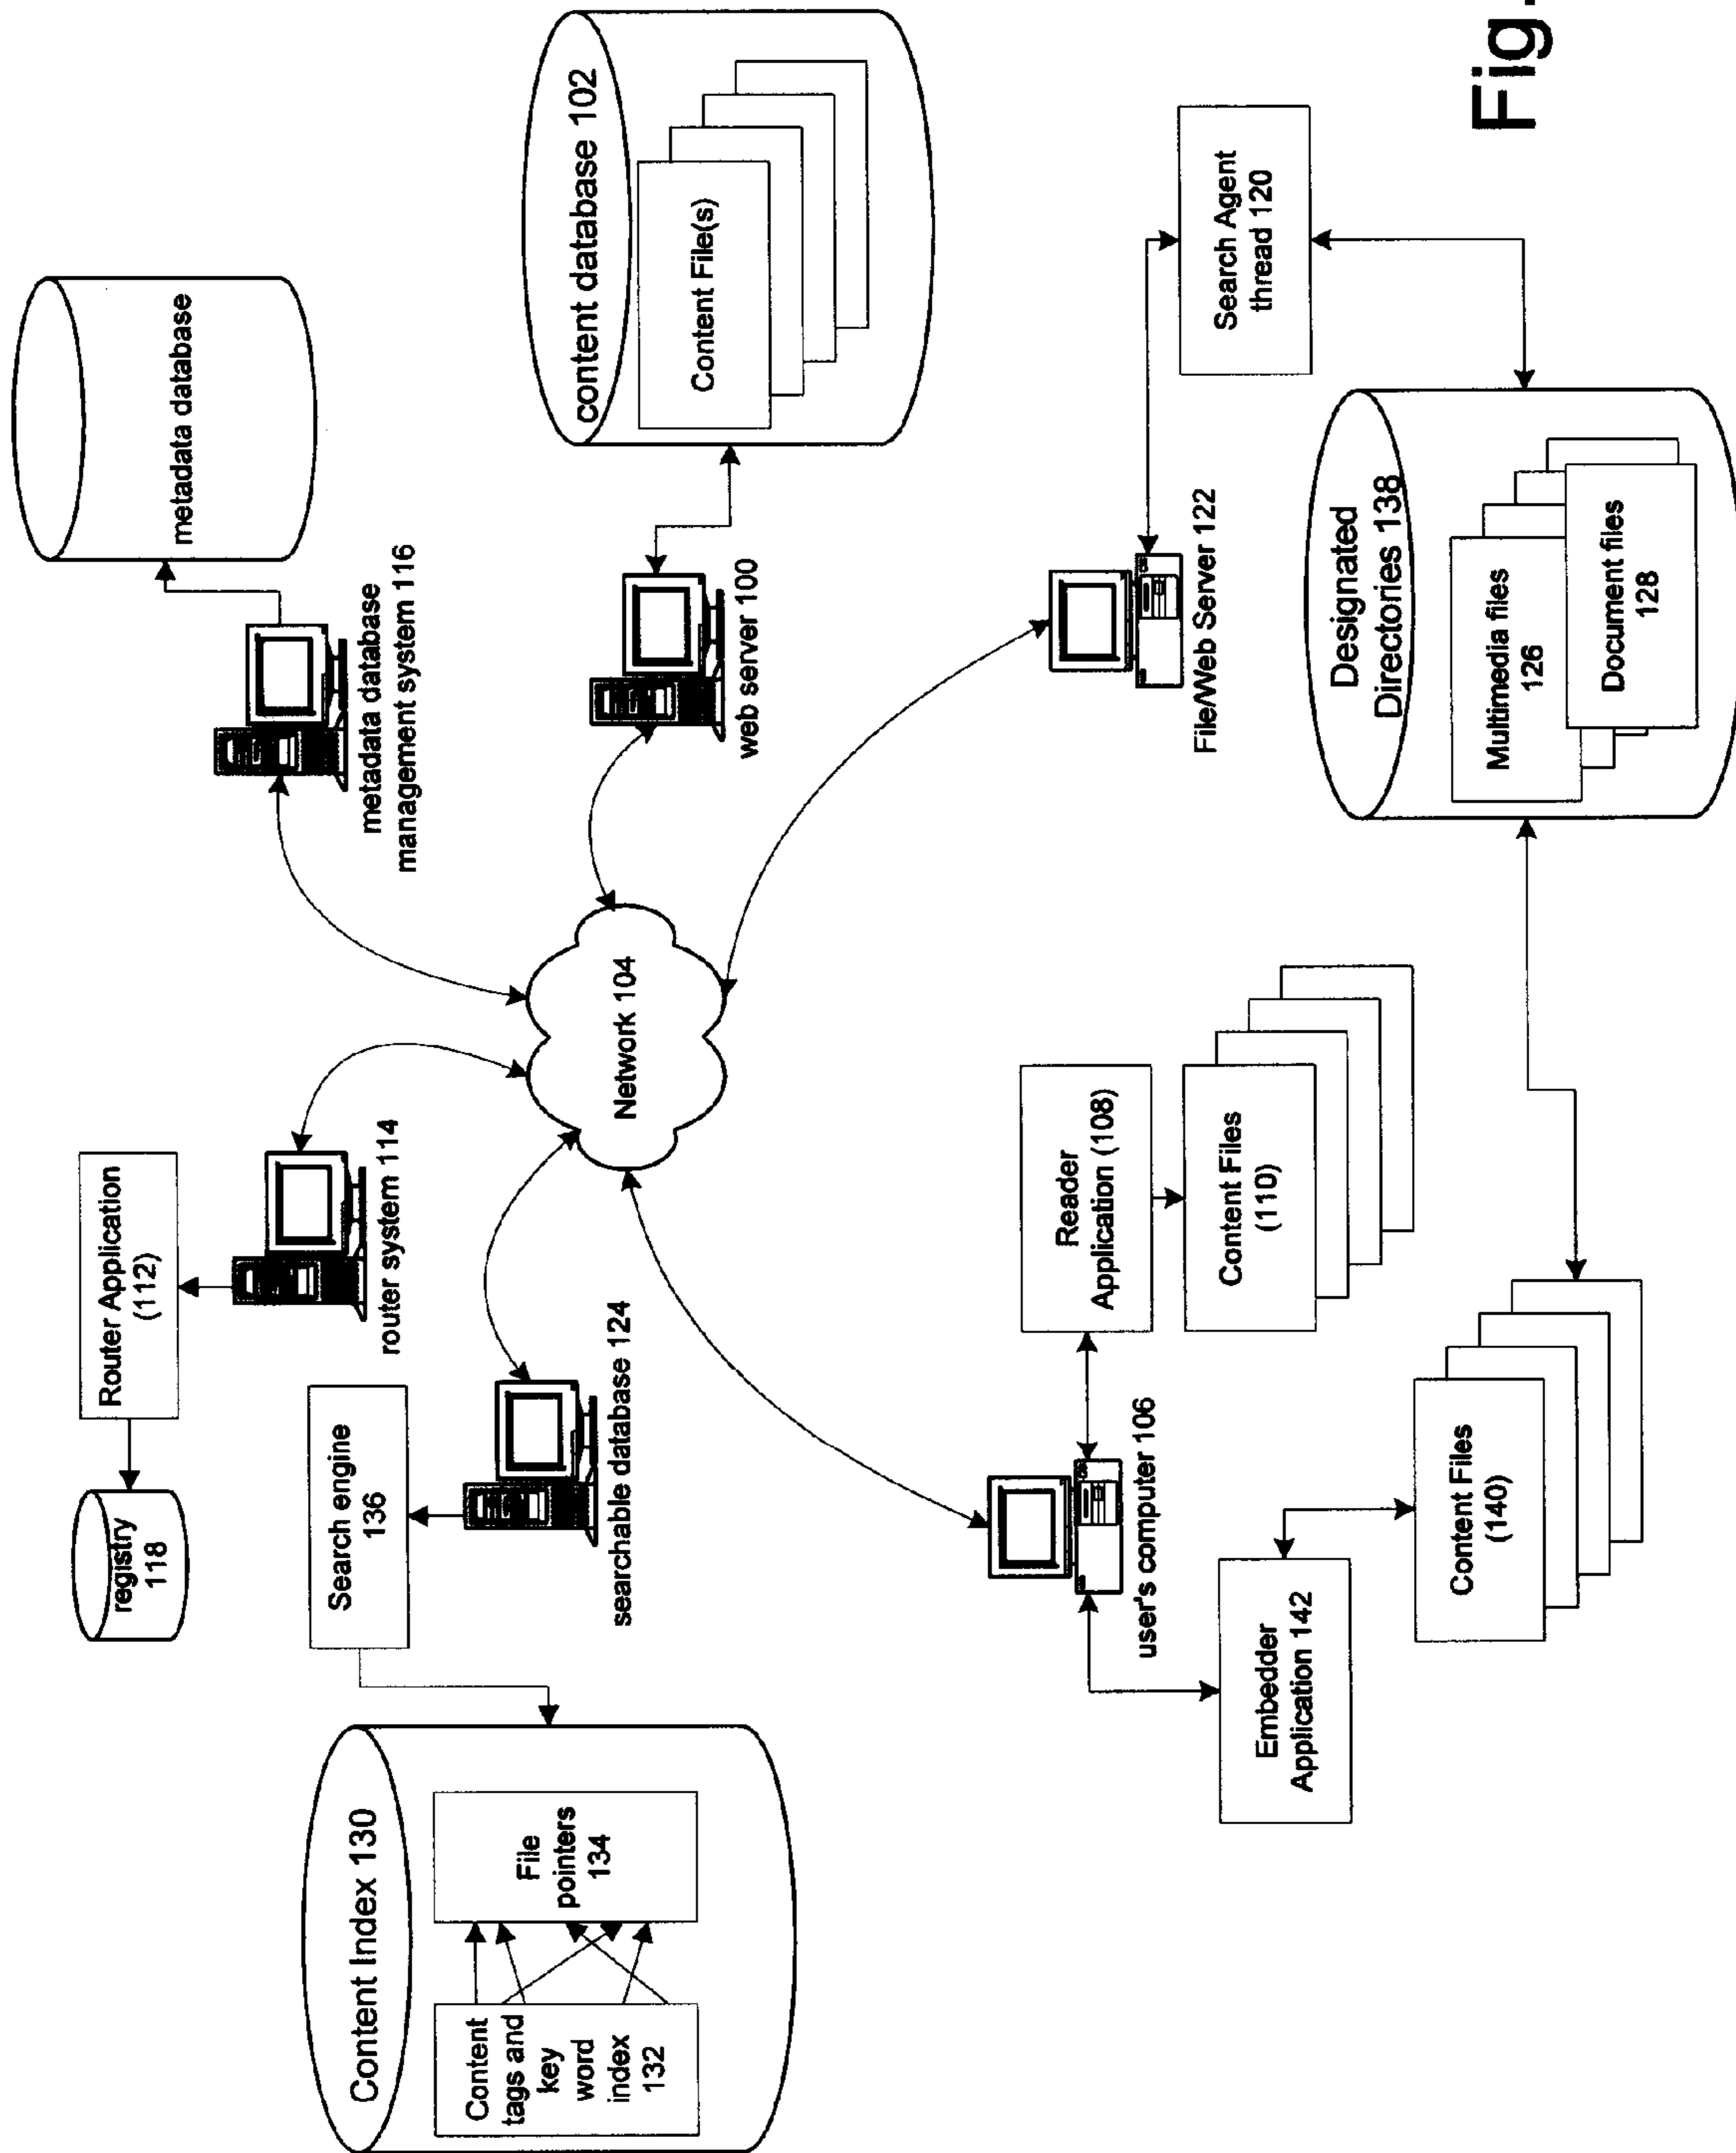 registry
118
Router Application
(112)
router system 114
metadata database
metadata database
management system 116
Content Index 130
Content
tags and
key
word
index
132
File
pointers
134
Search engine
136
searchable database 124
Network 104
web server 100
content database 102
Content File(s)
user's computer 106
Reader
Application (108)
Content Files
(110)
Embedder
Application 142
Content Files
(140)
File/Web Server 122
Search Agent
thread 120
Designated
Directories 138
Multimedia files
126
Document files
128
Fig.